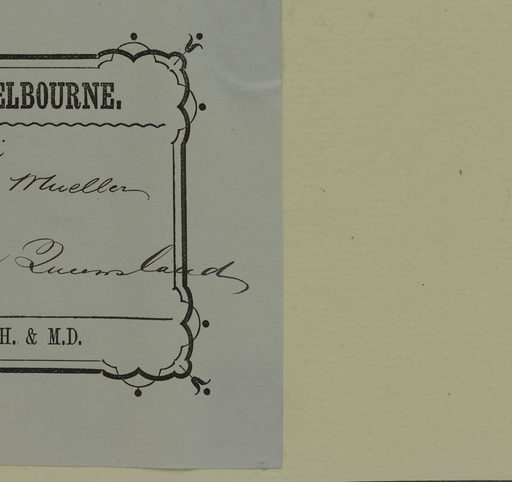 ELBOURNE.
Mueller
Queensland
H. & M.D.